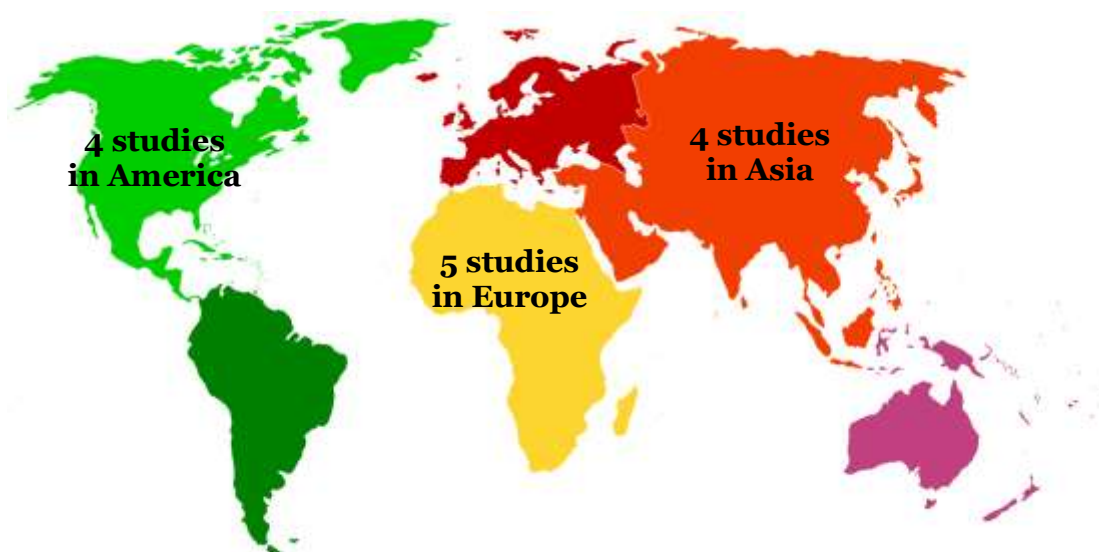 4 studies
in America
4 studies
in Asia
5 studies
in Europe